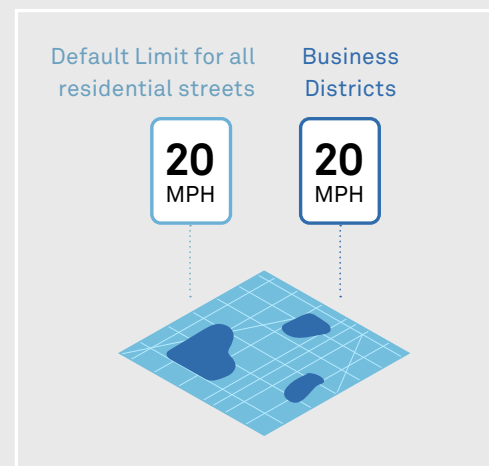 Default Limit for all
residential streets
Business
Districts
20
MPH
20
MPH